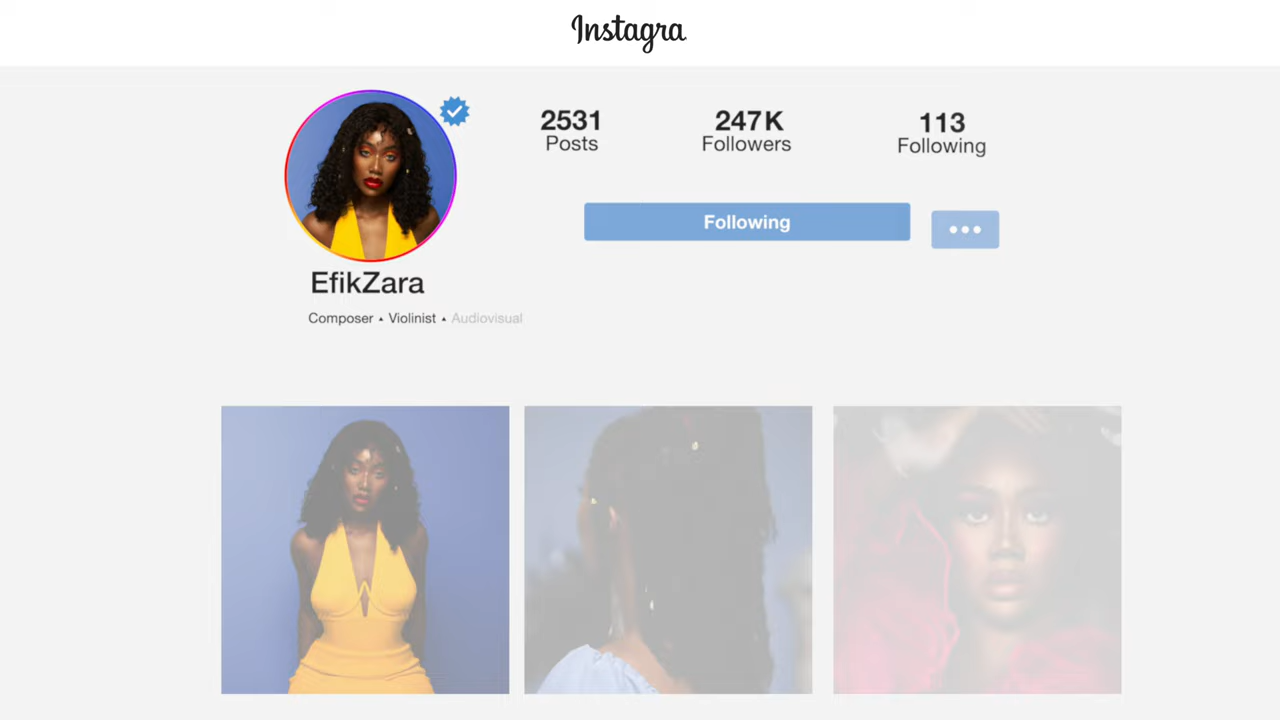 Instagra
2531
Posts
247K
Followers
113
Following
Following
EfikZara
Composer • Violinist • Audiovisual